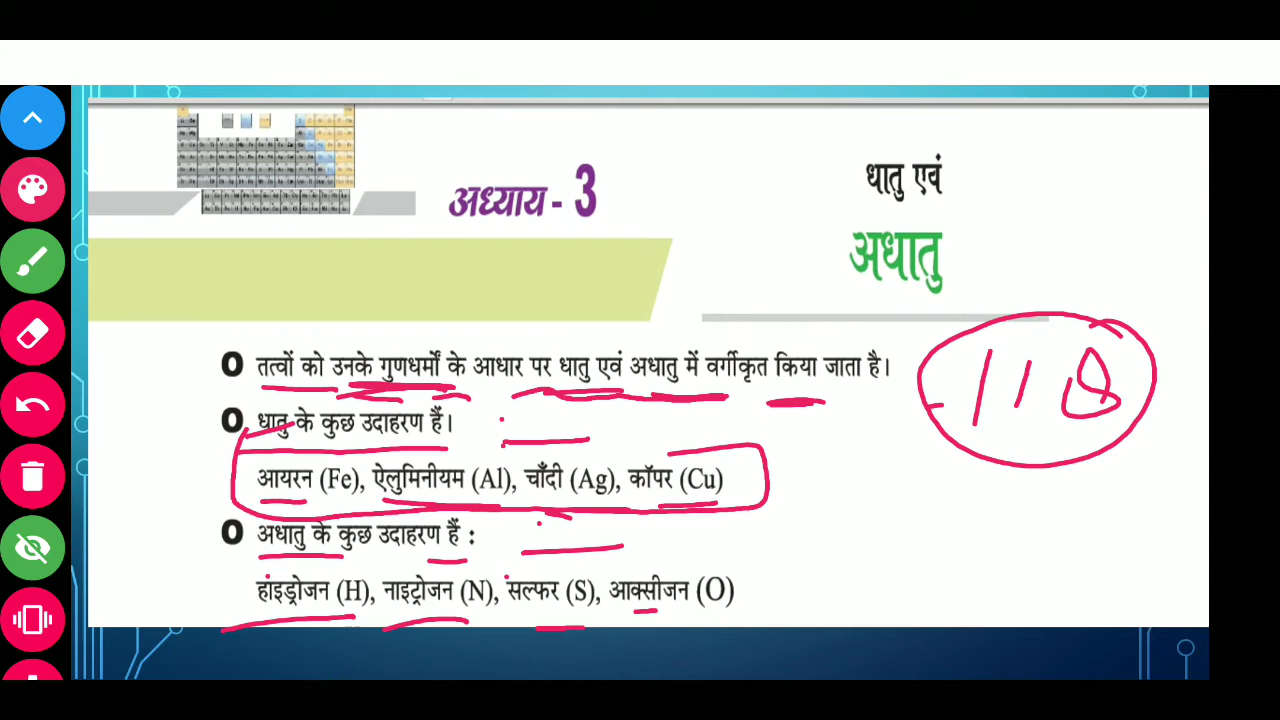 अध्याय - 3
धातु एवं
अधातु
O तत्वों को उनके गुणधर्मों के आधार पर धातु एवं अधातु में वर्गीकृत किया जाता है।
O धातु के कुछ उदाहरण हैं।
आयरन (Fe), ऐलुमिनीयम (Al), चाँदी (Ag), कॉपर (Cu)
O अधातु के कुछ उदाहरण हैं :
हाइड्रोजन (H), नाइट्रोजन (N), सल्फर (S), आक्सीजन (O)
118